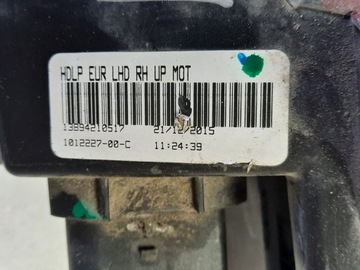 HDLP EUR LHD RH UP MOT
13894210517 21/12/2015
1012227-00-C 11:24:39